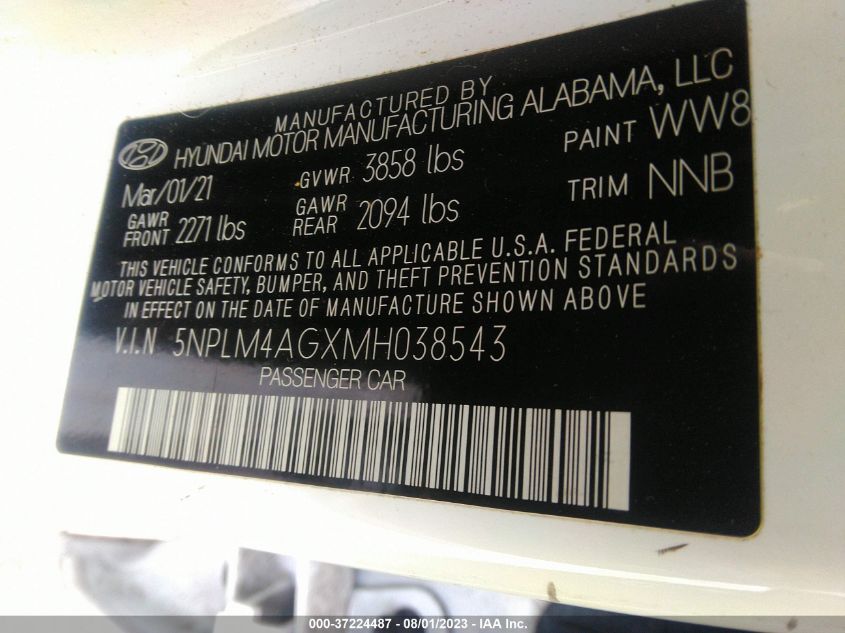 MANUFACTURED BY
HYUNDAI MOTOR MANUFACTURING ALABAMA, LLC
Mar/01/21 GVWR 3858 lbs PAINT WW8
GAWR FRONT 2271 lbs GAWR REAR 2094 lbs TRIM NNB
THIS VEHICLE CONFORMS TO ALL APPLICABLE U.S.A. FEDERAL
MOTOR VEHICLE SAFETY, BUMPER, AND THEFT PREVENTION STANDARDS
IN EFFECT ON THE DATE OF MANUFACTURE SHOWN ABOVE
V.I.N 5NPLM4AGXMH038543
PASSENGER CAR
000-37224487 - 08/01/2023 - IAA Inc.